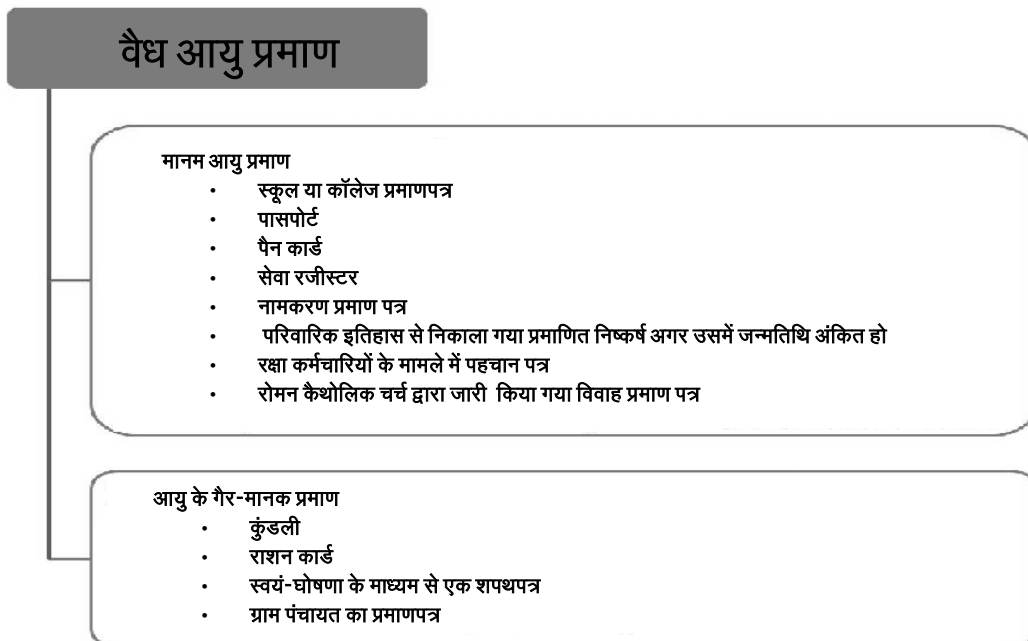 वैध आयु प्रमाण
मानम आयु प्रमाण
• स्कूल या कॉलेज प्रमाणपत्र
• पासपोर्ट
• पैन कार्ड
• सेवा रजीस्टर
• नामकरण प्रमाण पत्र
• परिवारिक इतिहास से निकाला गया प्रमाणित निष्कर्ष अगर उसमें जन्मतिथि अंकित हो
• रक्षा कर्मचारियों के मामले में पहचान पत्र
• रोमन कैथोलिक चर्च द्वारा जारी किया गया विवाह प्रमाण पत्र
आयु के गैर-मानक प्रमाण
• कुंडली
• राशन कार्ड
• स्वयं-घोषणा के माध्यम से एक शपथपत्र
• ग्राम पंचायत का प्रमाणपत्र